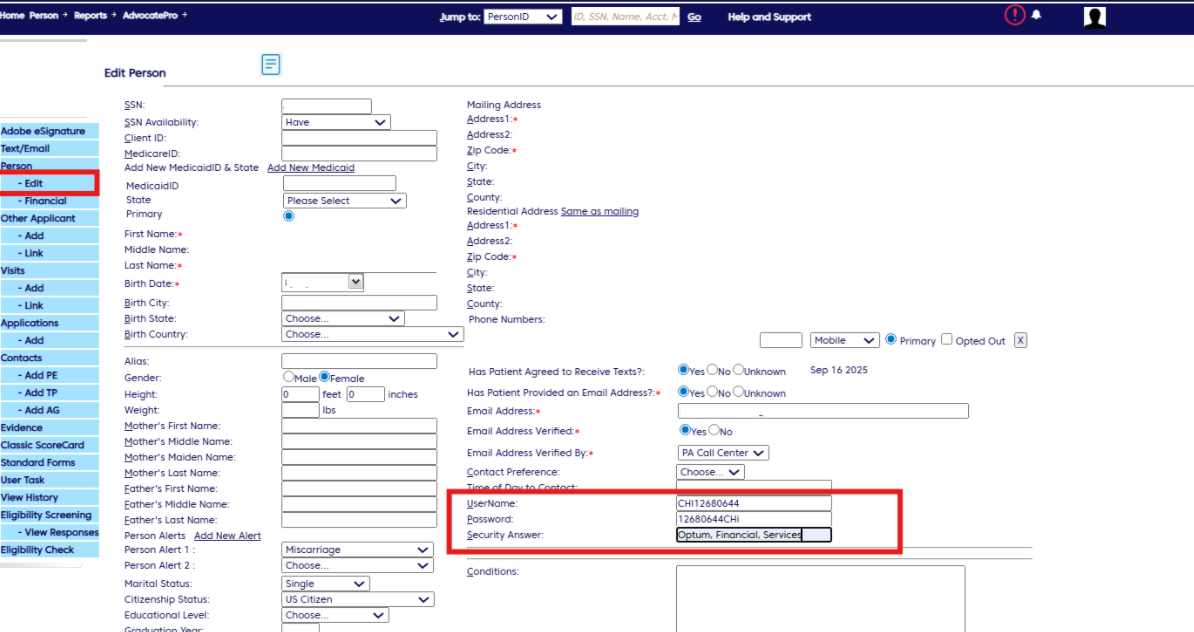 Home Person → Reports → AdvocatePro → Jump to: PersonID ID, SSN, Name, Acct, Go Help and Support
Edit Person
Adobe eSignature
Text/Email
Person
- Edit
- Financial
Other Applicant
- Add
- Link
Visits
- Add
- Link
Applications
- Add
Contacts
- Add PE
- Add TP
- Add AG
Evidence
Classic ScoreCard
Standard Forms
User Task
View History
Eligibility Screening
- View Responses
Eligibility Check
SSN:
SSN Availability: Have
Client ID:
MedicareID:
Add New MedicaidID & State Add New Medicaid
MedicaidID
State Please Select
Primary
First Name:*
Middle Name:
Last Name:*
Birth Date:*
Birth City:
Birth State: Choose...
Birth Country: Choose...
Alias:
Gender: Male Female
Height: 0 feet 0 inches
Weight: lbs
Mother's First Name:
Mother's Middle Name:
Mother's Maiden Name:
Mother's Last Name:
Father's First Name:
Father's Middle Name:
Father's Last Name:
Person Alerts Add New Alert
Person Alert 1 : Miscarriage
Person Alert 2 : Choose...
Marital Status: Single
Citizenship Status: US Citizen
Educational Level: Choose...
Graduation Year:
Mailing Address
Address1:*
Address2:
Zip Code:*
City:
State:
County:
Residential Address Same as mailing
Address1:*
Address2:
Zip Code:*
City:
State:
County:
Phone Numbers:
Mobile Primary Opted Out X
Has Patient Agreed to Receive Texts?: Yes No Unknown Sep 16 2025
Has Patient Provided an Email Address?:* Yes No Unknown
Email Address:*
Email Address Verified:* Yes No
Email Address Verified By:* PA Call Center
Contact Preference: Choose...
Time of Day to Contact:
UserName: CHI12680644
Password: 12680644CHi
Security Answer: Optum, Financial, Services
Conditions: